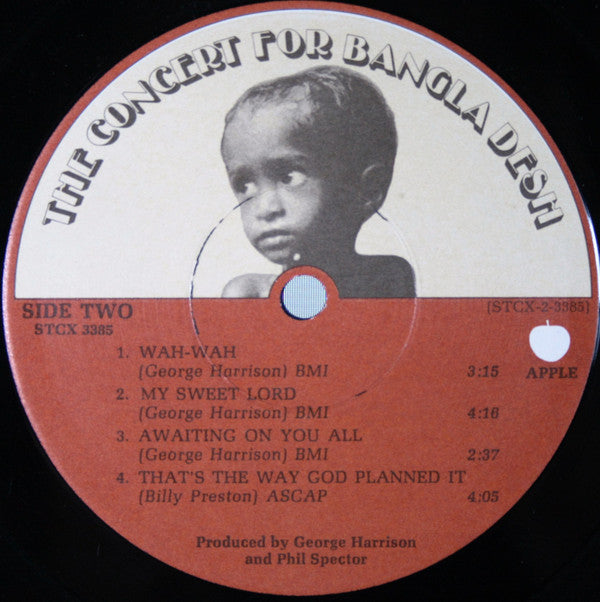 THE CONCERT FOR BANGLA DESH
SIDE TWO
STCX 3385
(STCX-2-3385)
1. WAH-WAH
(George Harrison) BMI 3:15
APPLE
2. MY SWEET LORD
(George Harrison) BMI 4:16
3. AWAITING ON YOU ALL
(George Harrison) BMI 2:37
4. THAT'S THE WAY GOD PLANNED IT
(Billy Preston) ASCAP 4:05
Produced by George Harrison
and Phil Spector